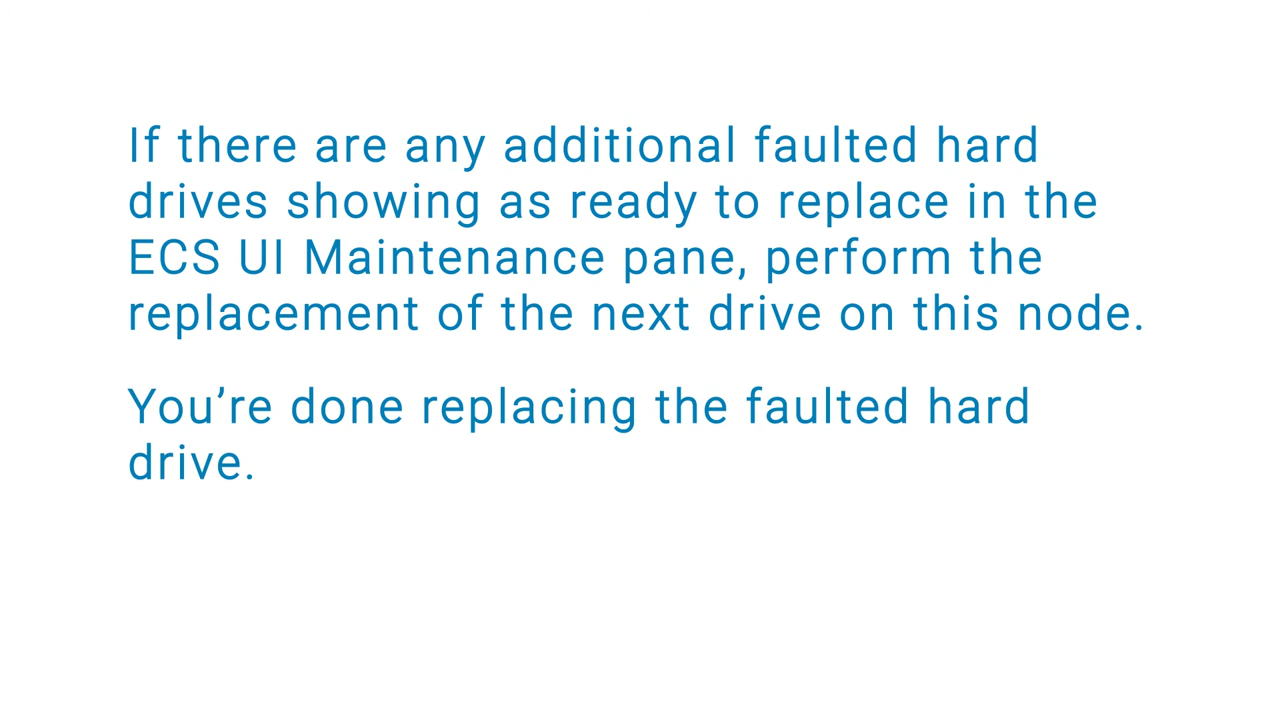 If there are any additional faulted hard
drives showing as ready to replace in the
ECS UI Maintenance pane, perform the
replacement of the next drive on this node.
You’re done replacing the faulted hard
drive.